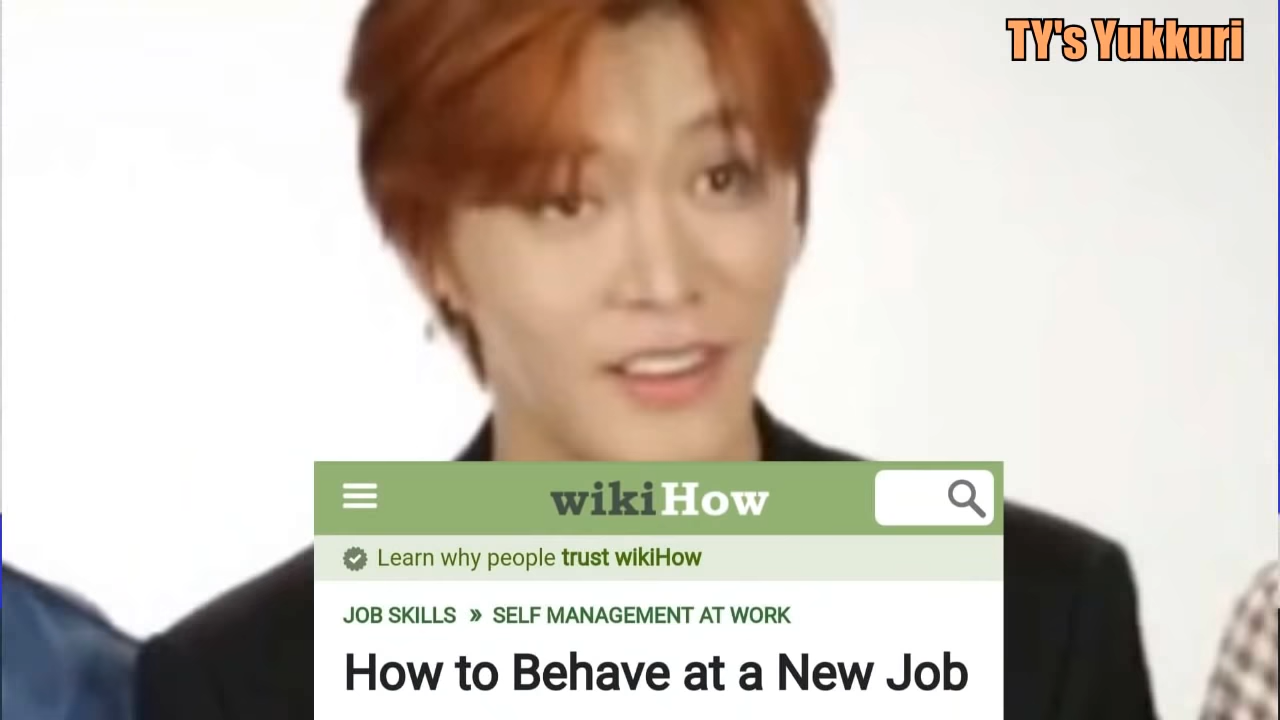 TY's Yukkuri
wikiHow
Learn why people trust wikiHow
JOB SKILLS » SELF MANAGEMENT AT WORK
How to Behave at a New Job